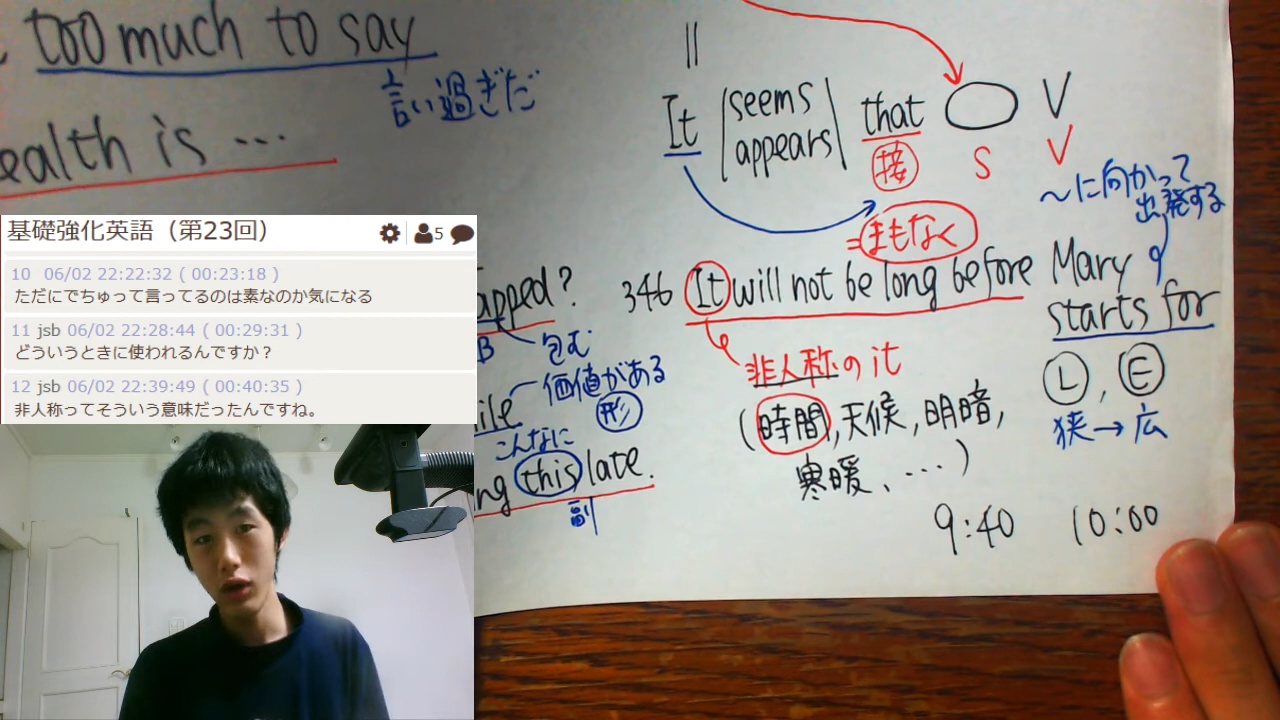 too much to say
言い過ぎだ
ealth is …
||
It
seems
appears
that
V
接
S
V
〜に向かって
出発する
=まもなく
apped?
B
包む
346 It will not be long before Mary
starts for
L , E
狭→広
価値がある
形
ile
こんなに
ng this late.
副
非人称の it
(時間, 天候, 明暗,
寒暖、…)
9:40 10:00
基礎強化英語（第23回）
5
10 06/02 22:22:32 ( 00:23:18 )
ただにでちゅって言ってるのは素なのか気になる
11 jsb 06/02 22:28:44 ( 00:29:31 )
どういうときに使われるんですか？
12 jsb 06/02 22:39:49 ( 00:40:35 )
非人称ってそういう意味だったんですね。